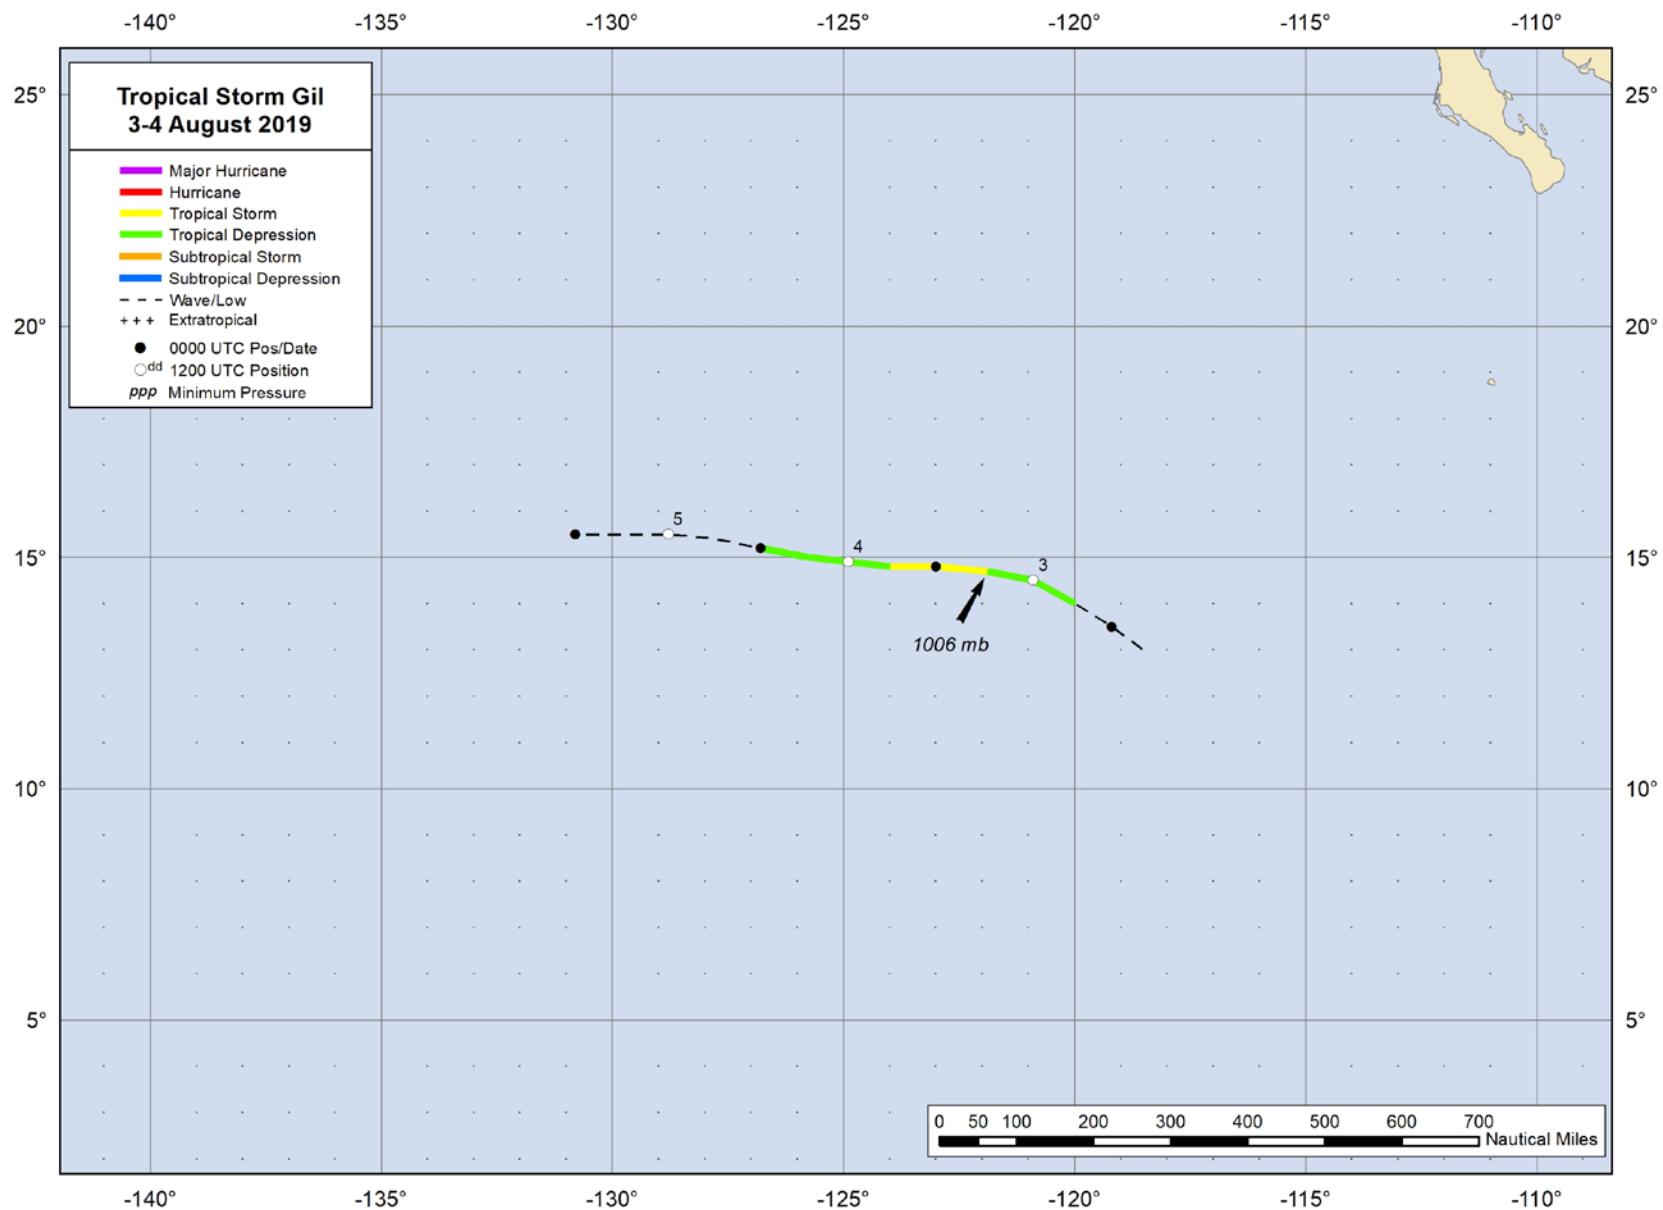 -140° -135° -130° -125° -120° -115° -110°
Tropical Storm Gil
3-4 August 2019
Major Hurricane
Hurricane
Tropical Storm
Tropical Depression
Subtropical Storm
Subtropical Depression
Wave/Low
+++ Extratropical
0000 UTC Pos/Date
dd 1200 UTC Position
ppp Minimum Pressure
25° 25°
20° 20°
5
4
3
15° 15°
1006 mb
10° 10°
5° 5°
0 50 100 200 300 400 500 600 700
Nautical Miles
-140° -135° -130° -125° -120° -115° -110°